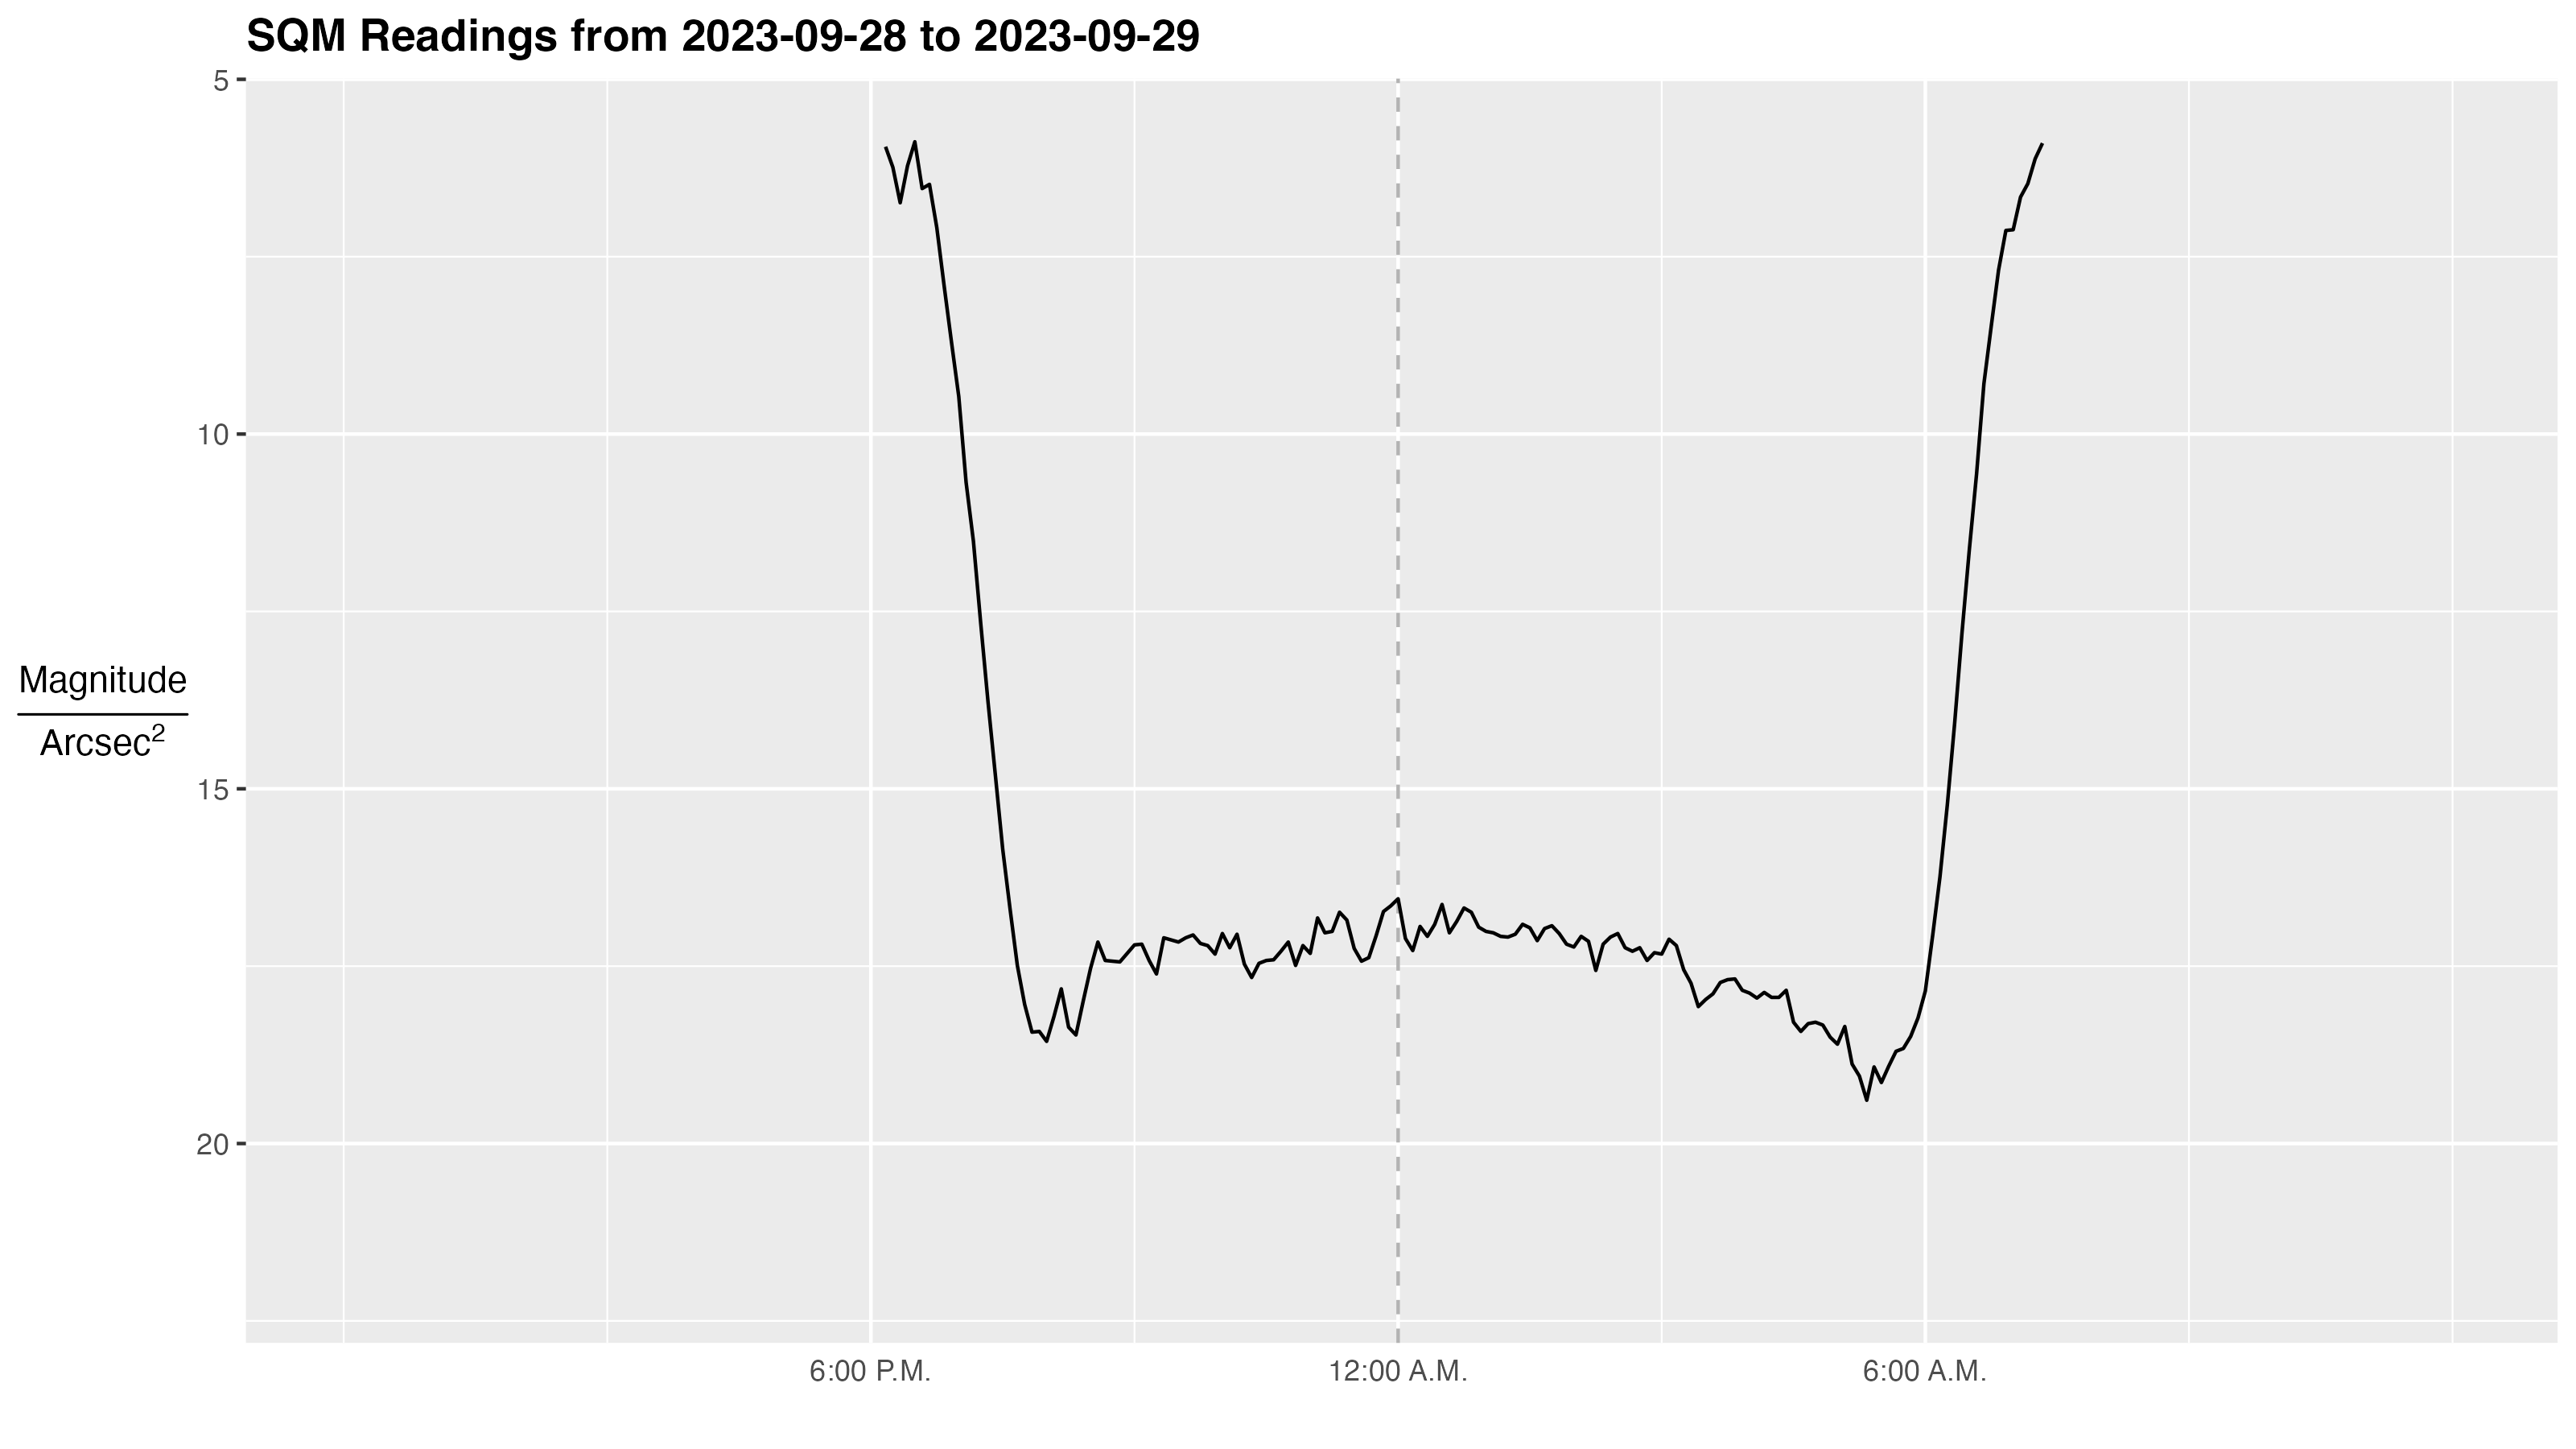 SQM Readings from 2023-09-28 to 2023-09-29
5
10
15
20
Magnitude
Arcsec²
6:00 P.M.
12:00 A.M.
6:00 A.M.